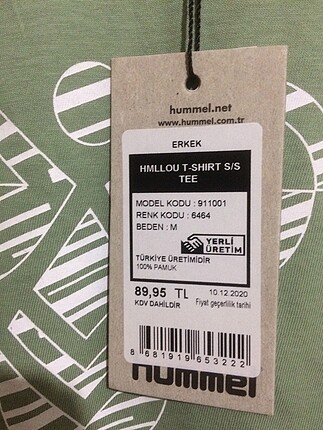 hummel.net
www.hummel.com.tr
ERKEK
HMLLOU T-SHIRT S/S
TEE
MODEL KODU : 911001
RENK KODU : 6464
BEDEN : M
YERLİ
ÜRETİM
TÜRKİYE ÜRETİMİDİR
100% PAMUK
89,95 TL
KDV DAHİLDİR
10.12.2020
Fiyat geçerlilik tarihi
8 681919 653222
hummel